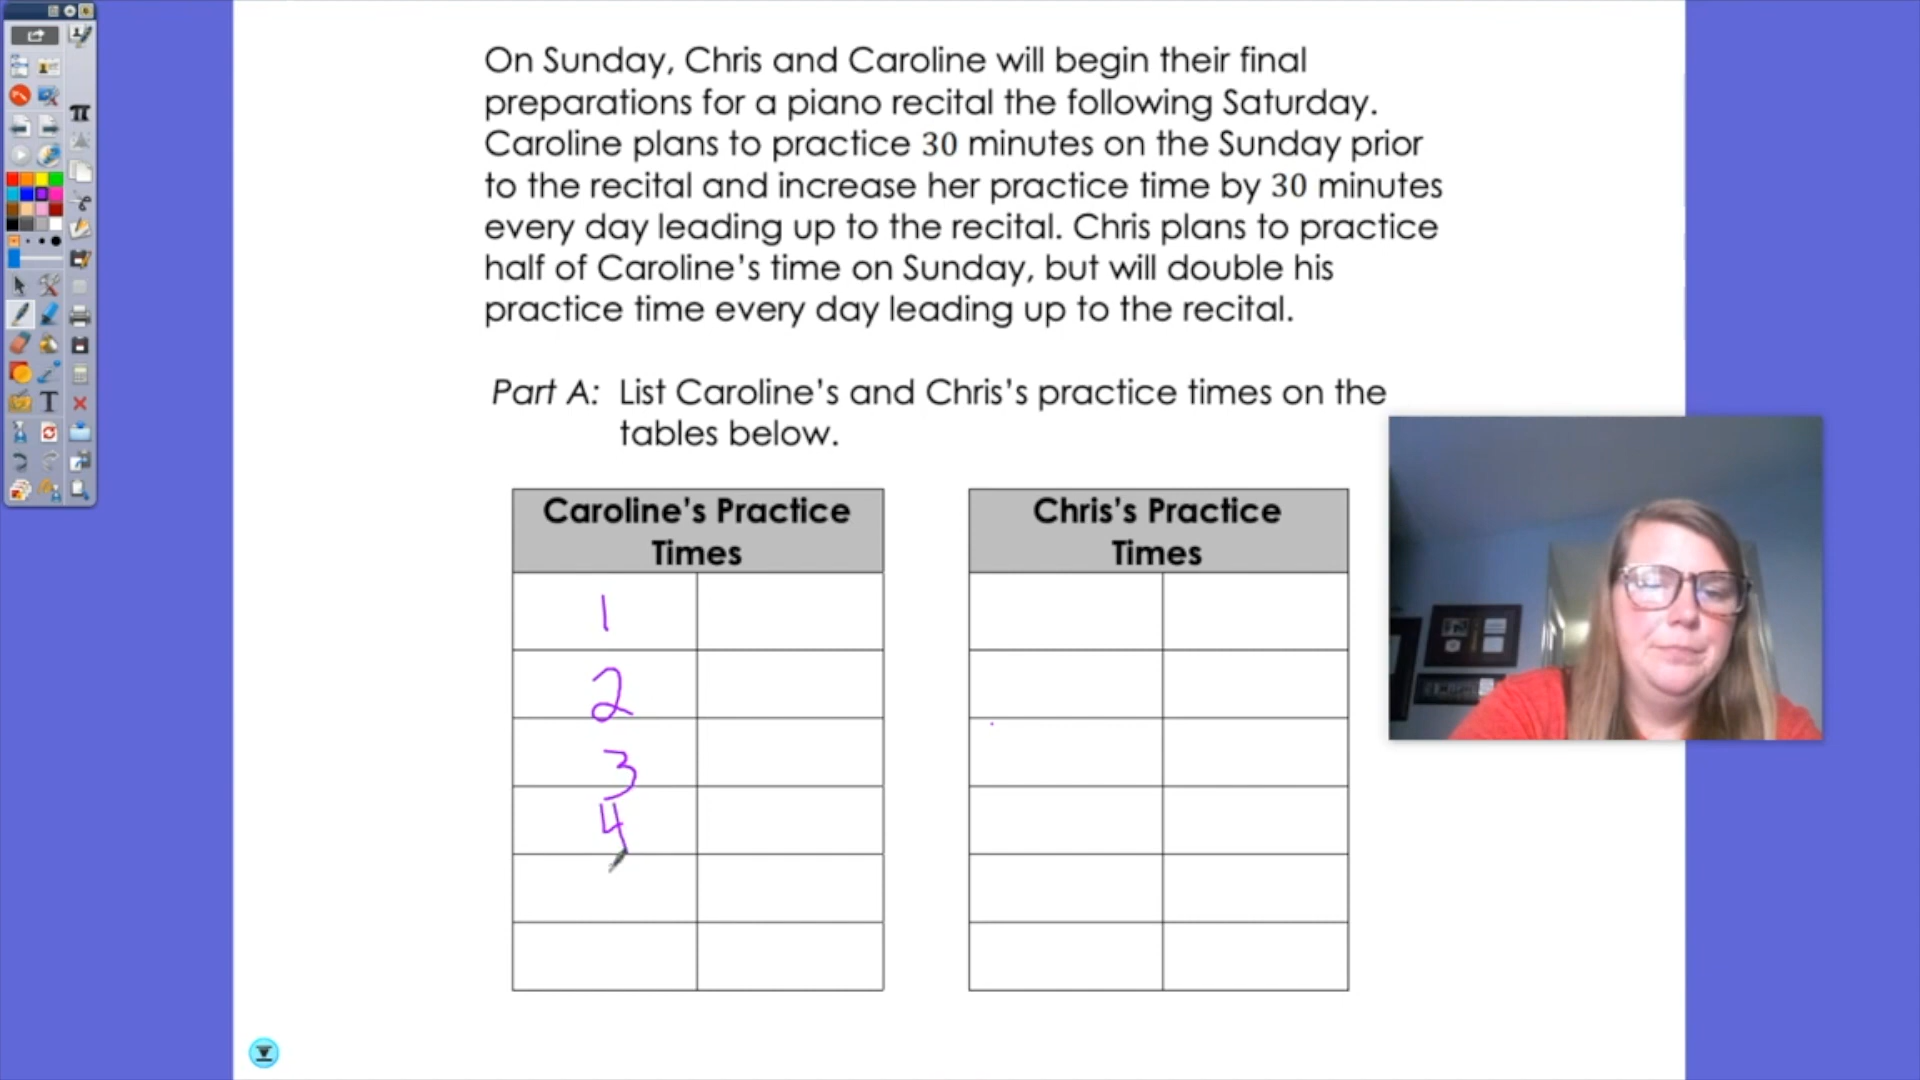 On Sunday, Chris and Caroline will begin their final
preparations for a piano recital the following Saturday.
Caroline plans to practice 30 minutes on the Sunday prior
to the recital and increase her practice time by 30 minutes
every day leading up to the recital. Chris plans to practice
half of Caroline's time on Sunday, but will double his
practice time every day leading up to the recital.
Part A: List Caroline's and Chris's practice times on the
tables below.
Caroline's Practice
Times
1
2
3
4
Chris's Practice
Times